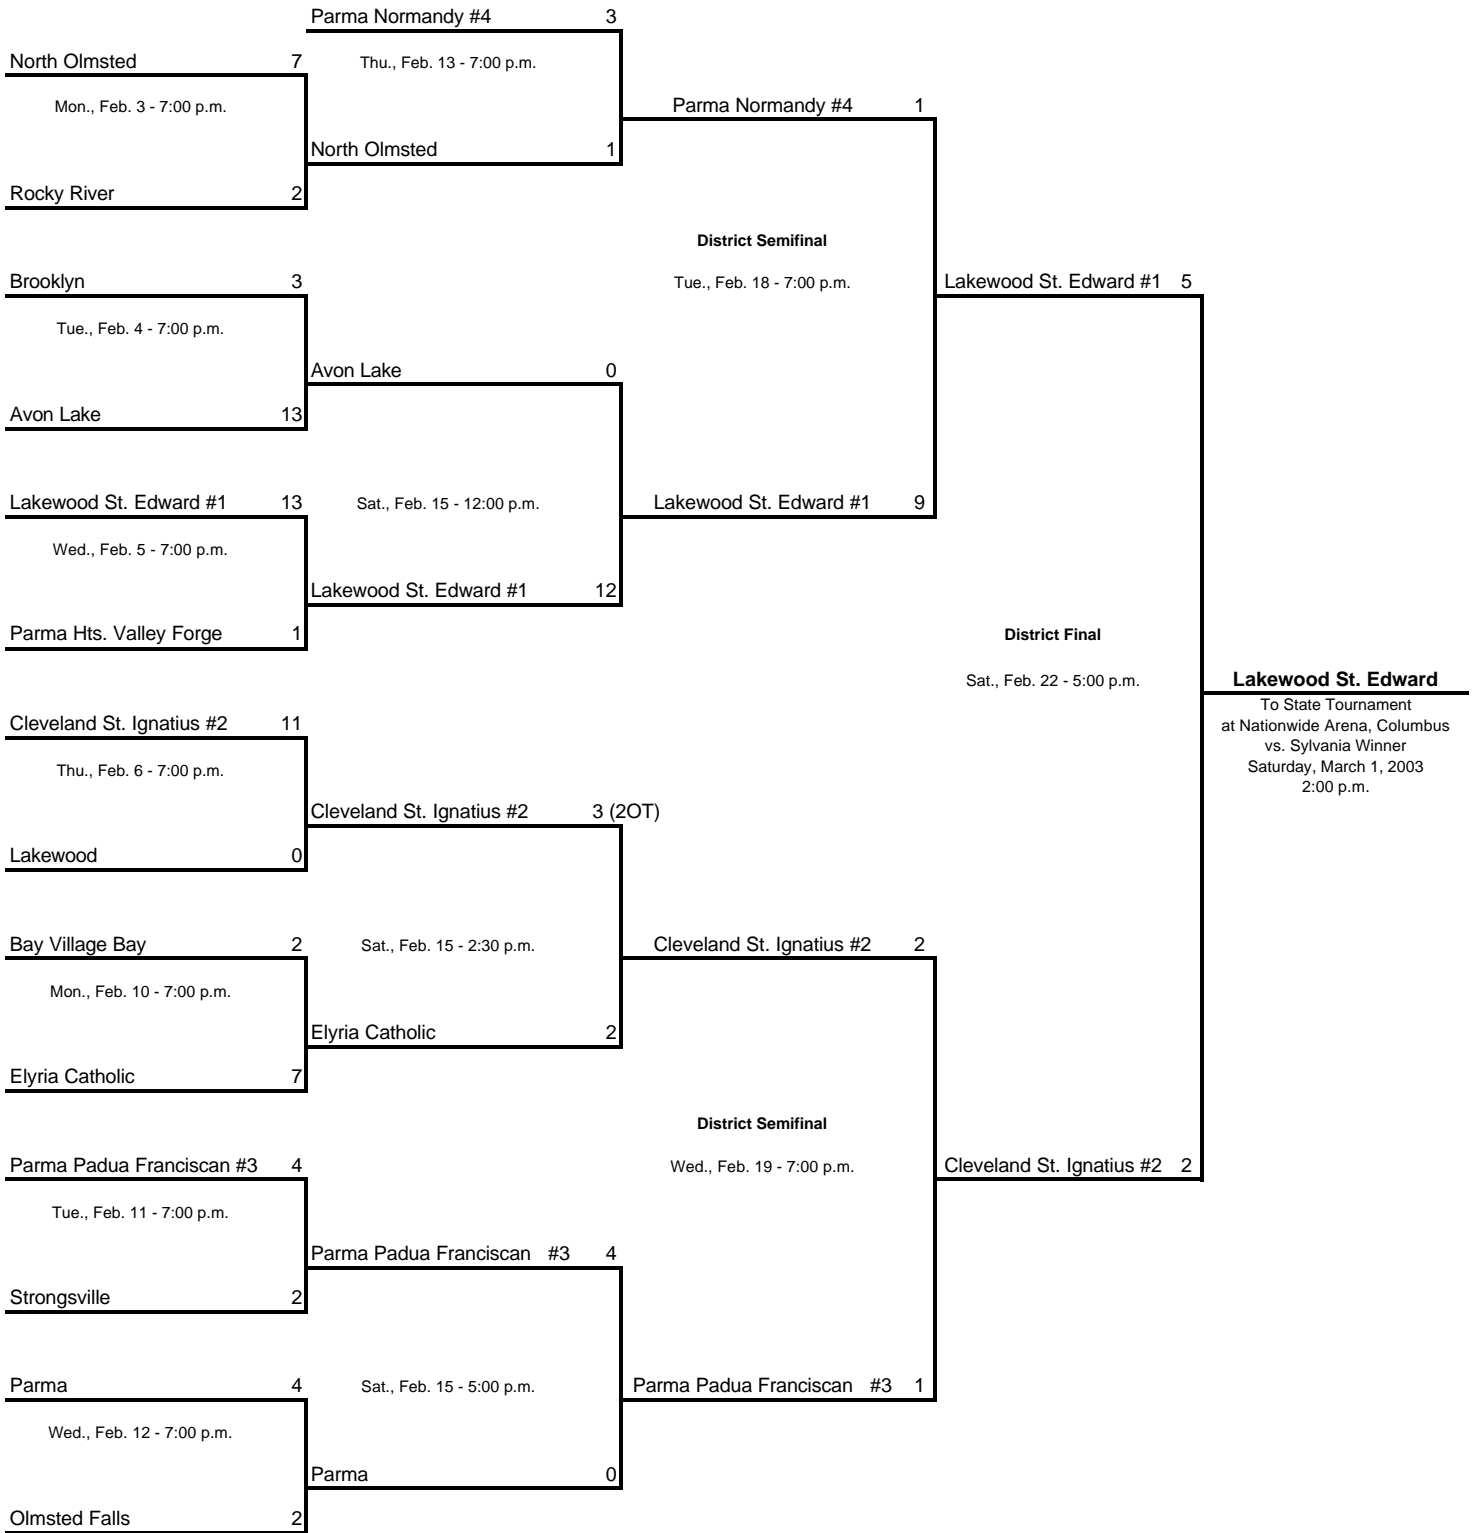 Parma Normandy #4 3
North Olmsted 7
Thu., Feb. 13 - 7:00 p.m.
Mon., Feb. 3 - 7:00 p.m.
Parma Normandy #4 1
North Olmsted 1
Rocky River 2
District Semifinal
Brooklyn 3
Tue., Feb. 18 - 7:00 p.m.
Lakewood St. Edward #1 5
Tue., Feb. 4 - 7:00 p.m.
Avon Lake 0
Avon Lake 13
Lakewood St. Edward #1 13
Sat., Feb. 15 - 12:00 p.m.
Lakewood St. Edward #1 9
Wed., Feb. 5 - 7:00 p.m.
Lakewood St. Edward #1 12
Parma Hts. Valley Forge 1
District Final
Sat., Feb. 22 - 5:00 p.m.
Lakewood St. Edward
To State Tournament
at Nationwide Arena, Columbus
vs. Sylvania Winner
Saturday, March 1, 2003
2:00 p.m.
Cleveland St. Ignatius #2 11
Thu., Feb. 6 - 7:00 p.m.
Cleveland St. Ignatius #2 3 (2OT)
Lakewood 0
Bay Village Bay 2
Sat., Feb. 15 - 2:30 p.m.
Cleveland St. Ignatius #2 2
Mon., Feb. 10 - 7:00 p.m.
Elyria Catholic 2
Elyria Catholic 7
District Semifinal
Parma Padua Franciscan #3 4
Wed., Feb. 19 - 7:00 p.m.
Cleveland St. Ignatius #2 2
Tue., Feb. 11 - 7:00 p.m.
Parma Padua Franciscan #3 4
Strongsville 2
Parma 4
Sat., Feb. 15 - 5:00 p.m.
Parma Padua Franciscan #3 1
Wed., Feb. 12 - 7:00 p.m.
Parma 0
Olmsted Falls 2